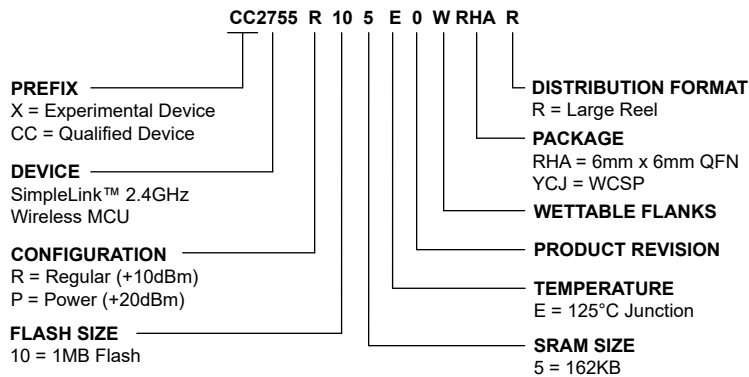 CC2755 R 10 5 E 0 W RHA R
PREFIX
X = Experimental Device
CC = Qualified Device
DEVICE
SimpleLink™ 2.4GHz
Wireless MCU
CONFIGURATION
R = Regular (+10dBm)
P = Power (+20dBm)
FLASH SIZE
10 = 1MB Flash
DISTRIBUTION FORMAT
R = Large Reel
PACKAGE
RHA = 6mm x 6mm QFN
YCJ = WCSP
WETTABLE FLANKS
PRODUCT REVISION
TEMPERATURE
E = 125°C Junction
SRAM SIZE
5 = 162KB